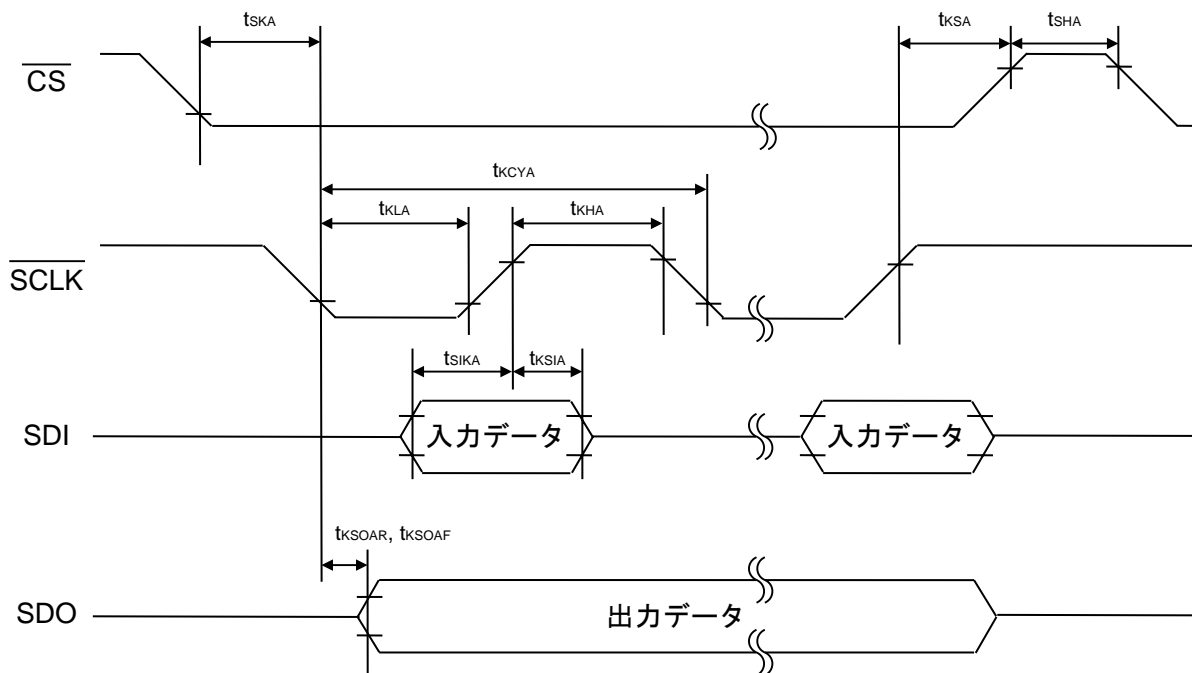 tSKA
tKSA
tSHA
CS
tKCYA
tKLA
tKHA
SCLK
tSIKA
tKSIA
SDI
入力データ
入力データ
tKSOAR, tKSOAF
SDO
出力データ